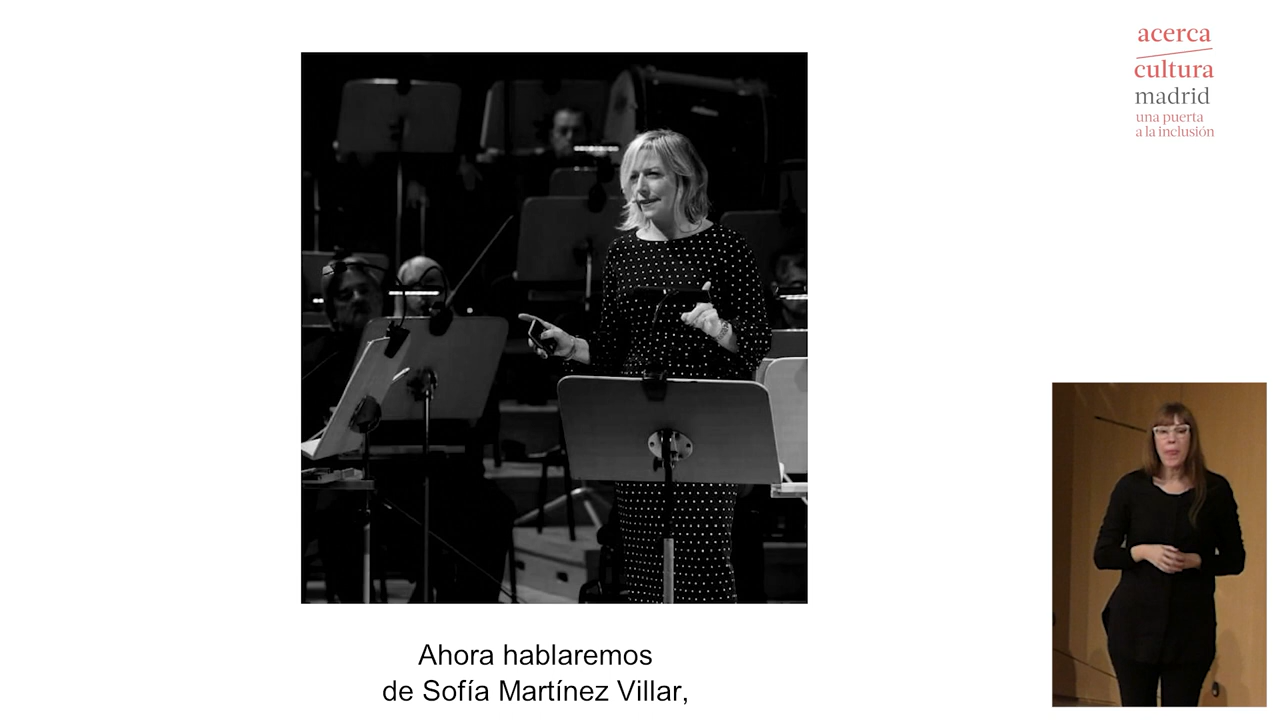 acerca
cultura
madrid
una puerta
a la inclusión
Ahora hablaremos
de Sofía Martínez Villar,